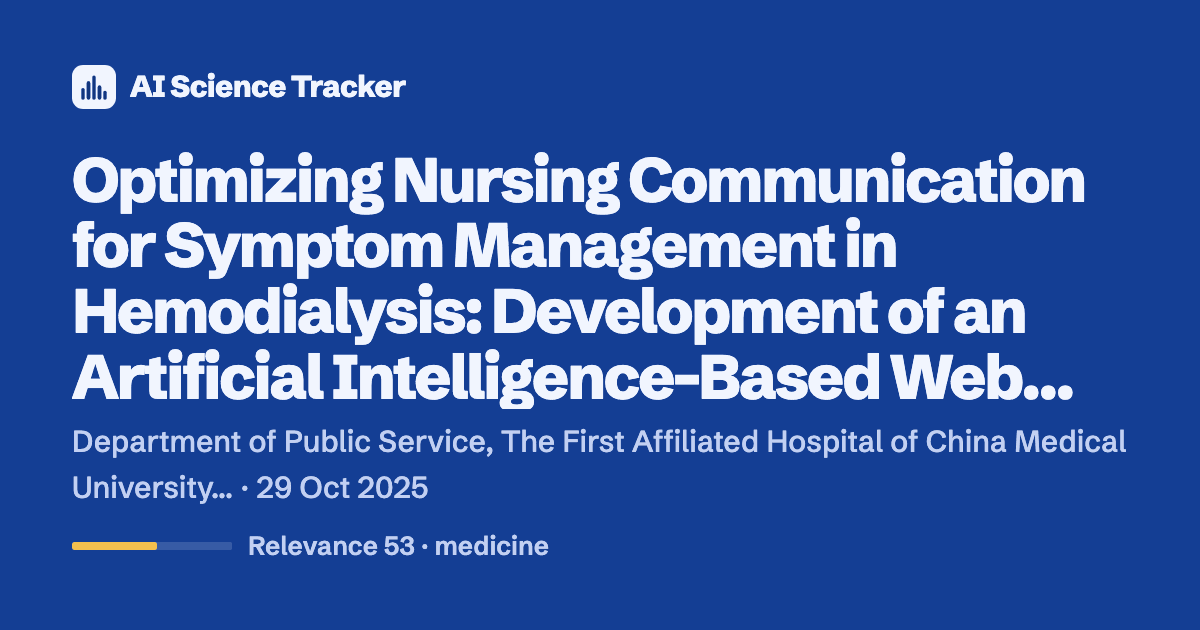 AI Science Tracker
Optimizing Nursing Communication
for Symptom Management in
Hemodialysis: Development of an
Artificial Intelligence-Based Web...
Department of Public Service, The First Affiliated Hospital of China Medical
University... · 29 Oct 2025
Relevance 53 · medicine